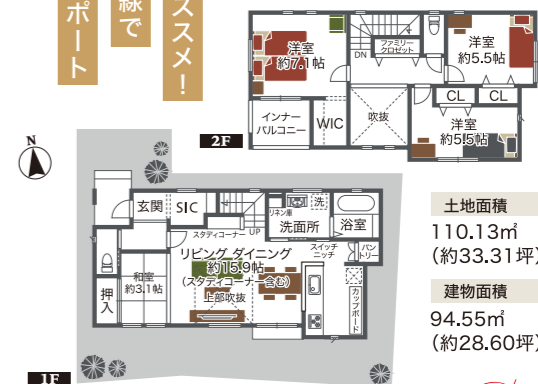 ススメ!
線で
ポート
洋室
約7.1帖
DN
ファミリー
クロゼット
洋室
約5.5帖
CL
CL
インナー
バルコニー
WIC
吹抜
洋室
約5.5帖
2F
N
玄関
SIC
リネン庫
洗
洗面所
浴室
スタディコーナー
UP
リビング ダイニング
約15.9帖
(スタディコーナー含む)
上部吹抜
スイッチ
ニッチ
パン
トリー
和室
約3.1帖
押入
カップボード
1F
土地面積
110.13㎡
(約33.31坪)
建物面積
94.55㎡
(約28.60坪)